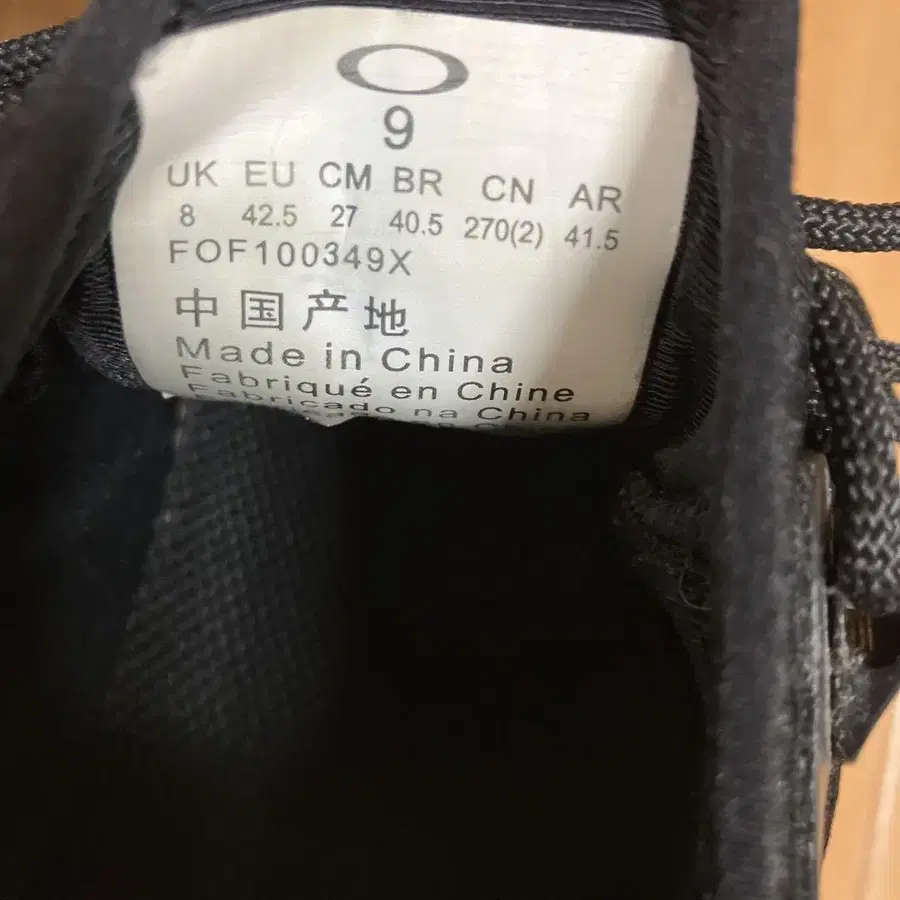 9
UK EU CM BR CN AR
8 42.5 27 40.5 270(2) 41.5
FOF100349X
中国产地
Made in China
Fabriqué en Chine
Fabricado na China